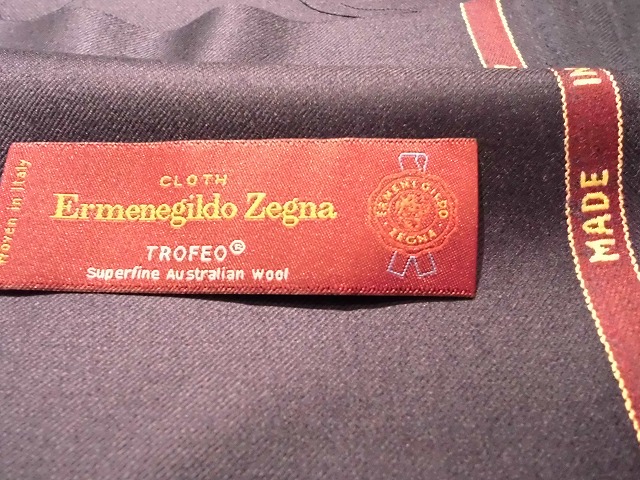 Woven in Italy
CLOTH
Ermenegildo Zegna
TROFEO®
Superfine Australian Wool
ERMENEGILDO
ZEGNA
MADE IN